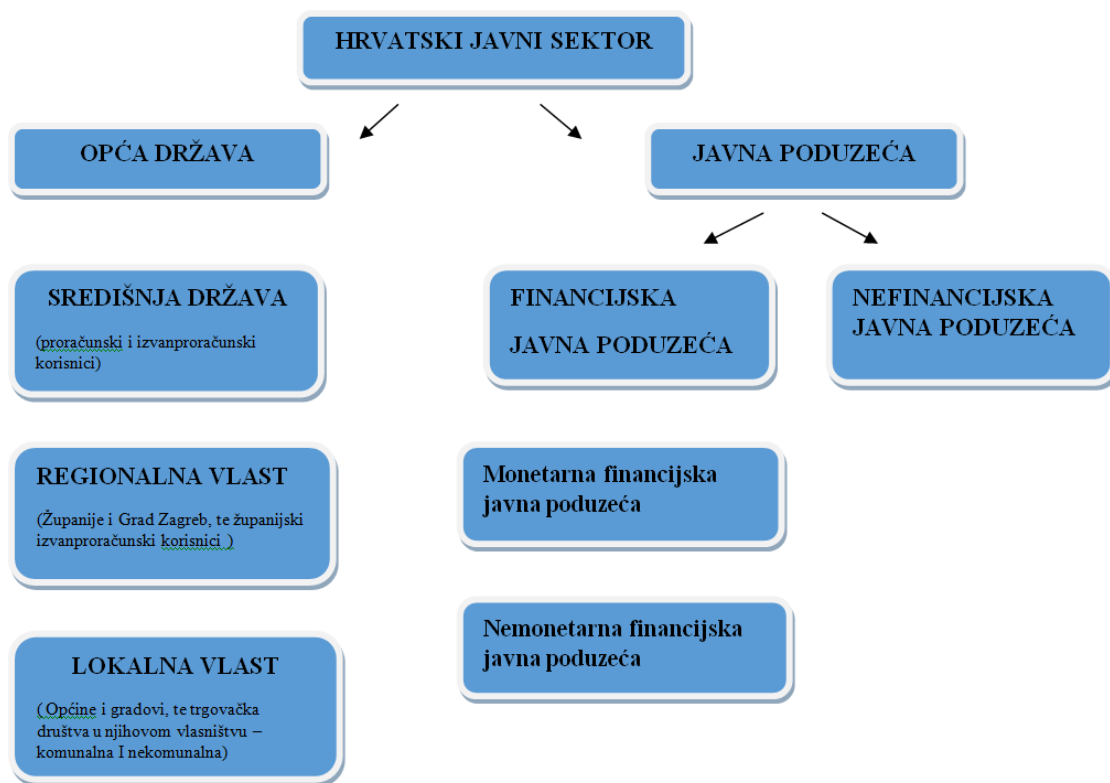 HRVATSKI JAVNI SEKTOR
OPĆA DRŽAVA
JAVNA PODUZEĆA
SREDIŠNJA DRŽAVA
(proračunski i izvanproračunski
korisnici)
FINANCIJSKA
JAVNA PODUZEĆA
NEFINANCIJSKA
JAVNA PODUZEĆA
REGIONALNA VLAST
(Županije i Grad Zagreb, te županijski
izvanproračunski korisnici )
Monetarna financijska
javna poduzeća
Nemonetarna financijska
javna poduzeća
LOKALNA VLAST
( Općine i gradovi, te trgovačka
društva u njihovom vlasništvu –
komunalna I nekomunalna)